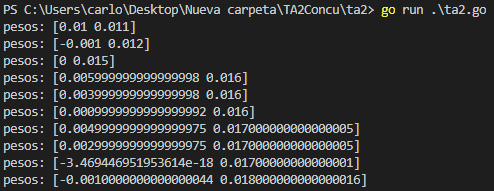 PS C:\Users\carlo\Desktop\Nueva carpeta\TA2Concu\ta2> go run .\ta2.go
pesos: [0.01 0.011]
pesos: [-0.001 0.012]
pesos: [0 0.015]
pesos: [0.005999999999999998 0.016]
pesos: [0.003999999999999998 0.016]
pesos: [0.0009999999999999992 0.016]
pesos: [0.0049999999999999975 0.017000000000000005]
pesos: [0.0029999999999999975 0.017000000000000005]
pesos: [-3.469446951953614e-18 0.01700000000000001]
pesos: [-0.0010000000000000044 0.018000000000000016]